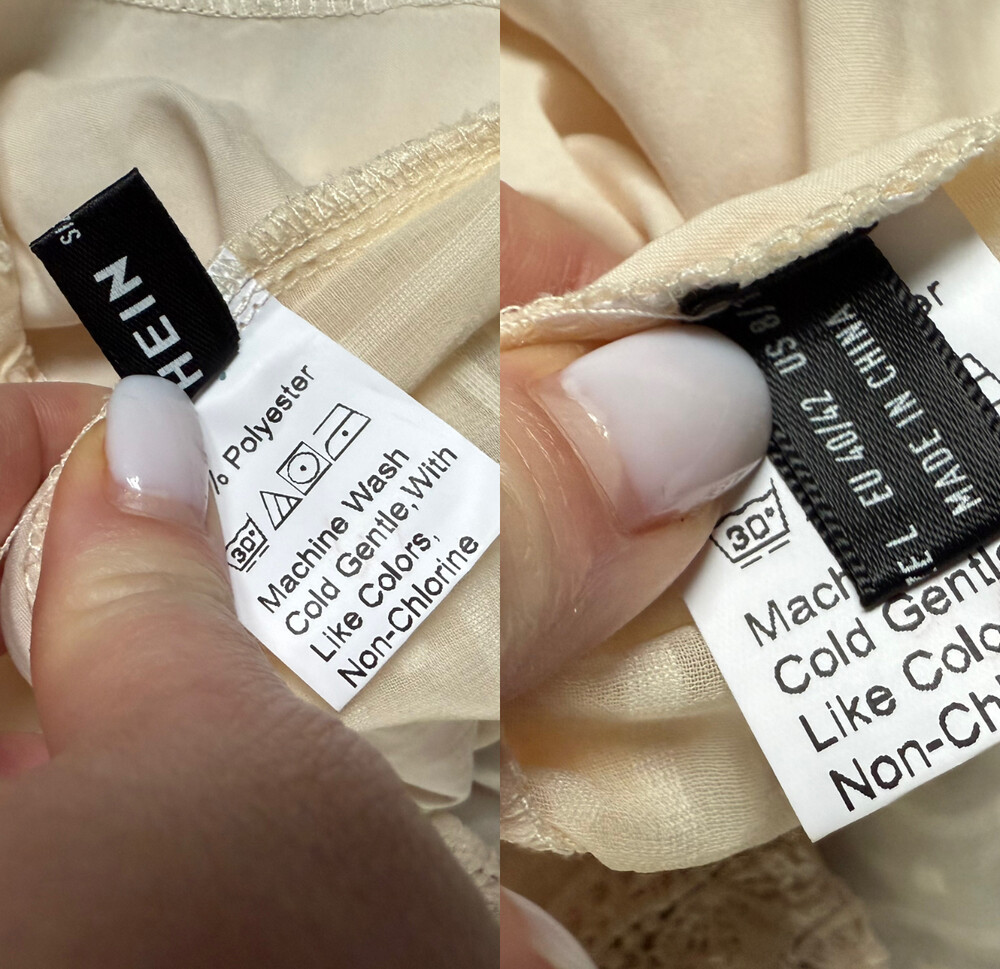 HEIN
% Polyester
30°
Machine Wash
Cold Gentle, With
Like Colors,
Non-Chlorine
US 8/
EU 40/42
MADE IN CHINA
30°
Mach
Cold Gentle
Like Colo
Non-Ch